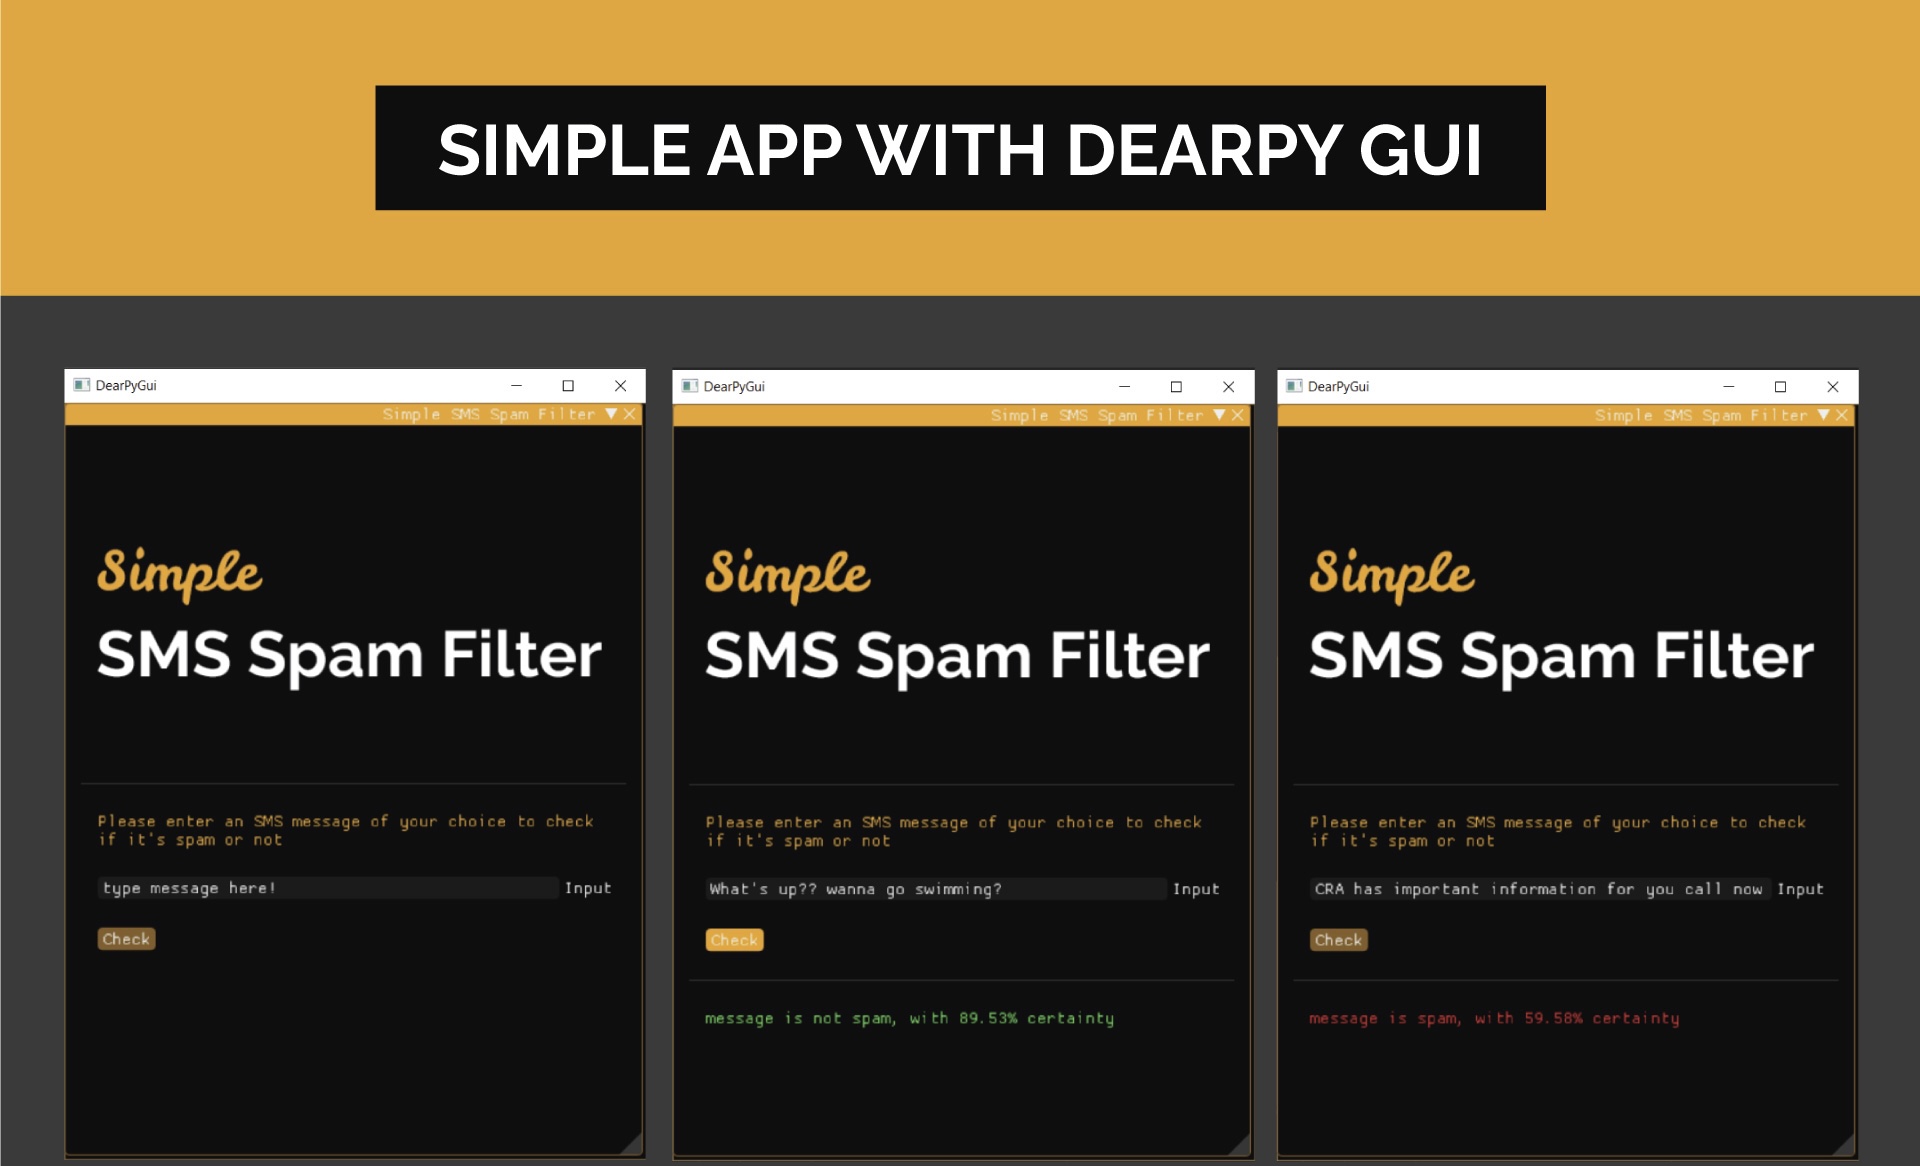 SIMPLE APP WITH DEARPY GUI
DearPyGui
Simple SMS Spam Filter
Simple
SMS Spam Filter
Please enter an SMS message of your choice to check
if it's spam or not
type message here! Input
Check
DearPyGui
Simple SMS Spam Filter
Simple
SMS Spam Filter
Please enter an SMS message of your choice to check
if it's spam or not
What's up?? wanna go swimming? Input
Check
message is not spam, with 89.53% certainty
DearPyGui
Simple SMS Spam Filter
Simple
SMS Spam Filter
Please enter an SMS message of your choice to check
if it's spam or not
CRA has important information for you call now Input
Check
message is spam, with 59.58% certainty